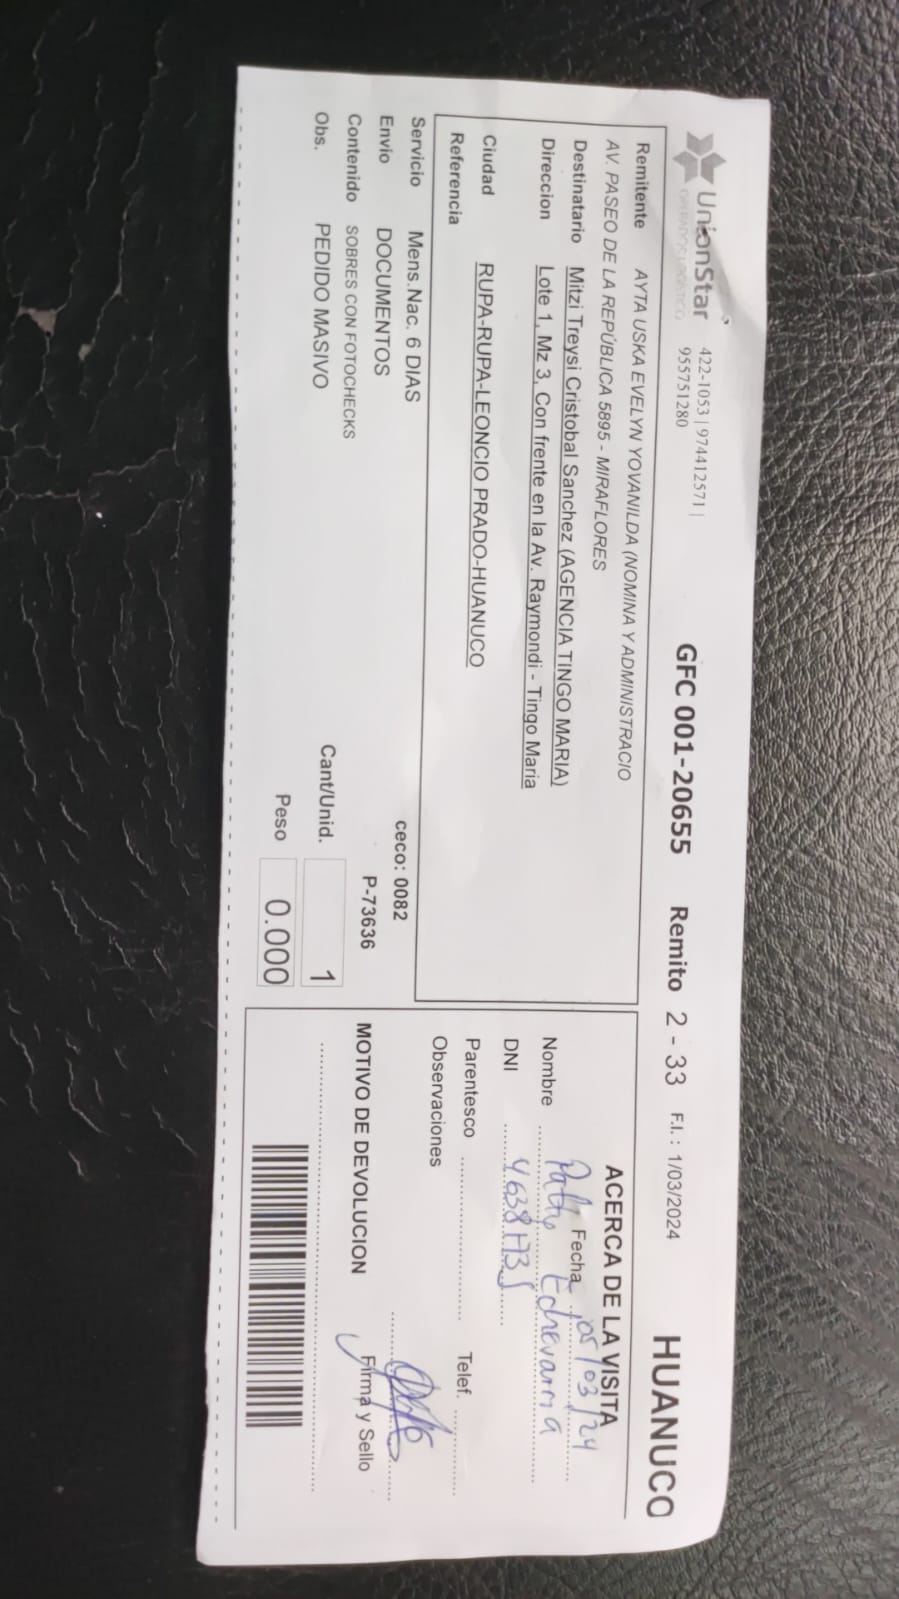 UnionStar
OPERADOR LOGÍSTICO
422-1053 | 974412571 |
955751280
GFC 001-20655 Remito 2 - 33 F.I. : 1/03/2024 HUANUCO
Remitente AYTA USKA EVELYN YOVANILDA (NOMINA Y ADMINISTRACIO
AV. PASEO DE LA REPÚBLICA 5895 - MIRAFLORES
Destinatario Mitzi Treysi Cristobal Sanchez (AGENCIA TINGO MARIA)
Direccion Lote 1, Mz 3, Con frente en la Av. Raymondi - Tingo Maria
Ciudad RUPA-RUPA-LEONCIO PRADO-HUANUCO
Referencia
Servicio Mens.Nac. 6 DIAS ceco: 0082
Envio DOCUMENTOS P-73636
Contenido SOBRES CON FOTOCHECKS
Obs. PEDIDO MASIVO
Cant/Unid. 1
Peso 0.000
ACERCA DE LA VISITA
Fecha 05/03/24
Nombre Echevarria
DNI
Parentesco Telef.
Observaciones
MOTIVO DE DEVOLUCION Firma y Sello